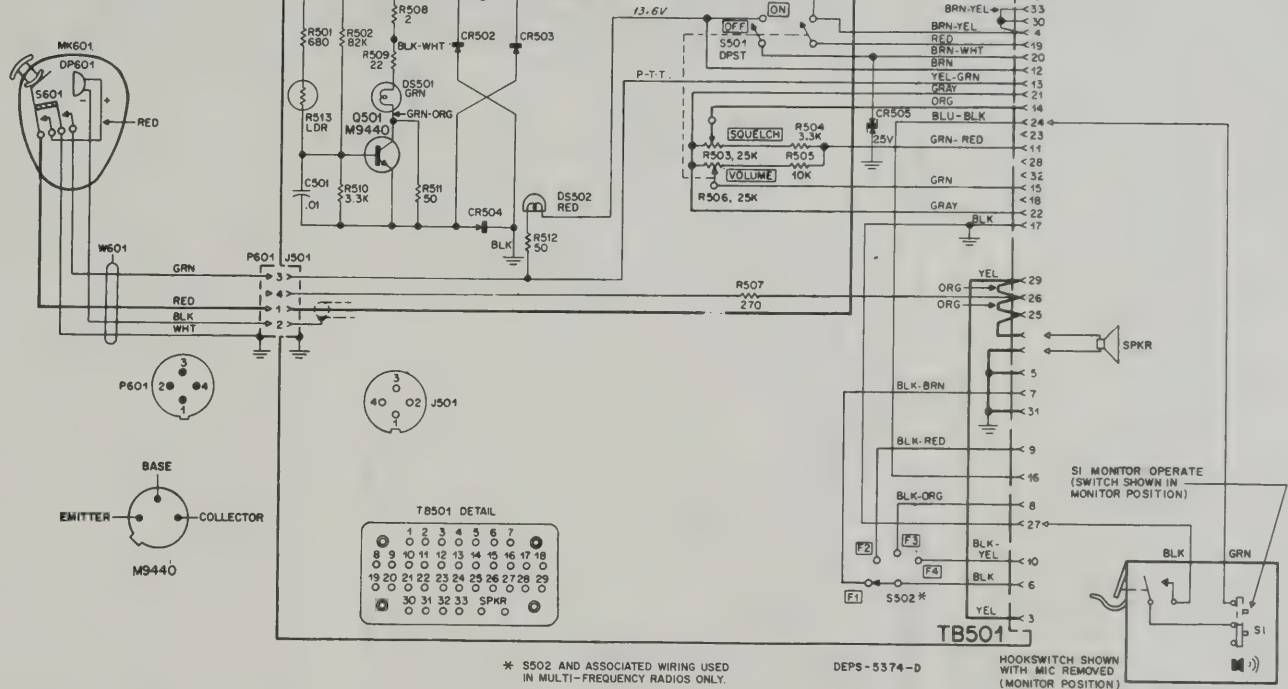 MK601
DP601
S601
RED
R501
680
R502
82K
R508
2
BLK-WHT
R509
22
DS501
GRN
GRN-ORG
R513
LDR
Q501
M9440
C501
.01
R510
3.3K
R511
50
CR502
CR503
CR504
BLK
DS502
RED
R512
50
13.6V
P-T-T.
OFF
ON
S501
DPST
SQUELCH
R503, 25K
R504
3.3K
R505
10K
VOLUME
R506, 25K
CR505
25V
BRN-YEL
33
30
BRN-YEL
4
RED
19
BRN-WHT
20
BRN
12
YEL-GRN
13
GRAY
21
ORG
14
BLU-BLK
24
23
GRN-RED
11
28
32
GRN
15
18
GRAY
22
BLK
17
W601
P601 J501
GRN
3
4
RED
1
BLK
2
WHT
R507
270
YEL
29
ORG
26
ORG
25
SPKR
5
BLK-BRN
7
31
BLK-RED
9
16
BLK-ORG
8
27
F2
F3
F4
BLK-
YEL
10
BLK
6
F1
S502*
YEL
3
TB501
P601
3
2
4
1
J501
3
4
2
1
BASE
EMITTER
COLLECTOR
M9440
TB501 DETAIL
1 2 3 4 5 6 7
8 9 10 11 12 13 14 15 16 17 18
19 20 21 22 23 24 25 26 27 28 29
30 31 32 33 SPKR
S1 MONITOR OPERATE
(SWITCH SHOWN IN
MONITOR POSITION)
BLK
GRN
S1
HOOKSWITCH SHOWN
WITH MIC REMOVED
(MONITOR POSITION)
* S502 AND ASSOCIATED WIRING USED
IN MULTI-FREQUENCY RADIOS ONLY.
DEPS-5374-D